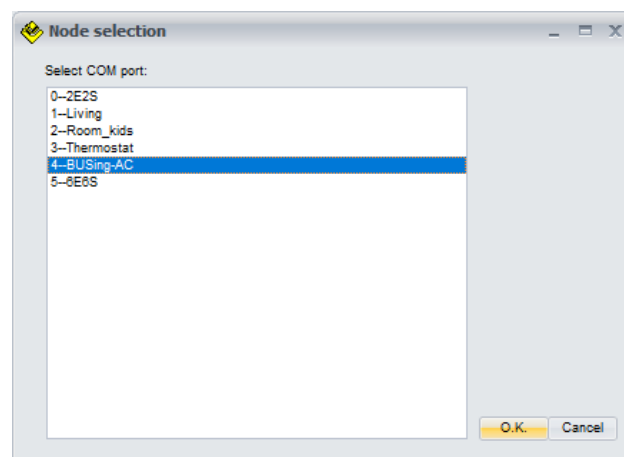 Node selection
Select COM port:
0--2E2S
1--Living
2--Room_kids
3--Thermostat
4--BUSing-AC
5--6E6S
O.K.
Cancel